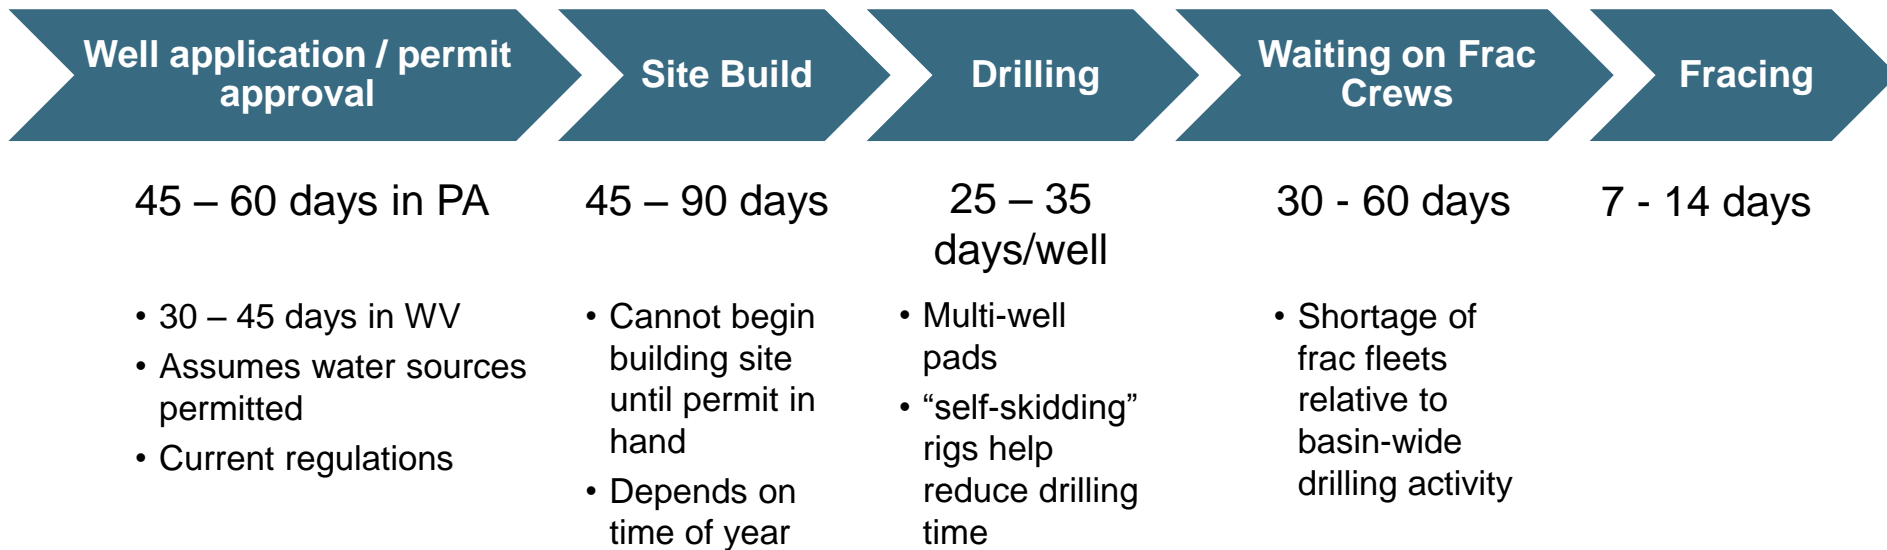 Well application / permit
approval
Site Build
Drilling
Waiting on Frac
Crews
Fracing
45 – 60 days in PA
45 – 90 days
25 – 35
days/well
30 - 60 days
7 - 14 days
• 30 – 45 days in WV
• Assumes water sources
permitted
• Current regulations
• Cannot begin
building site
until permit in
hand
• Depends on
time of year
• Multi-well
pads
• “self-skidding”
rigs help
reduce drilling
time
• Shortage of
frac fleets
relative to
basin-wide
drilling activity